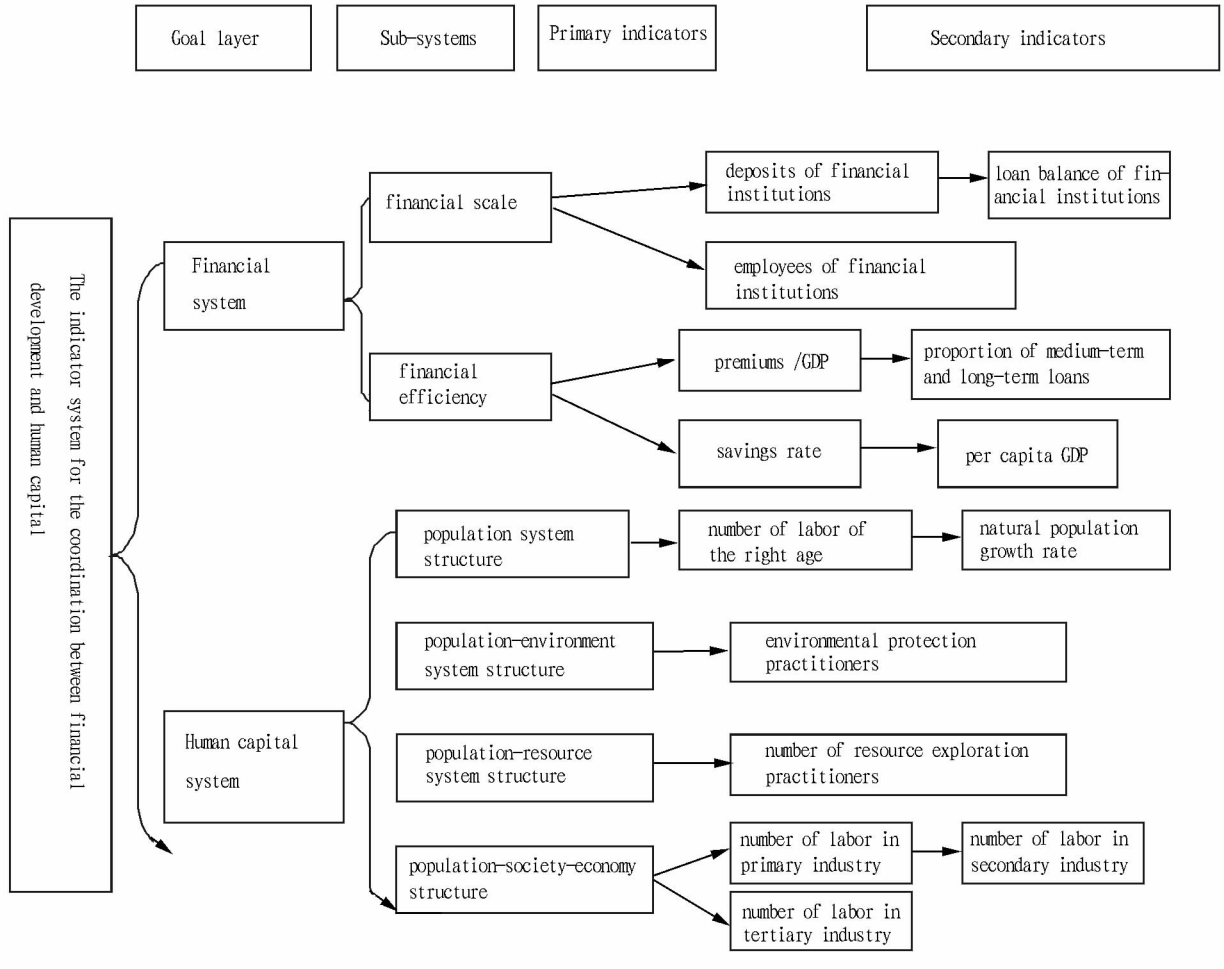 Goal layer
Sub-systems
Primary indicators
Secondary indicators
The indicator system for the coordination between financial
development and human capital
Financial
system
financial scale
deposits of financial
institutions
loan balance of fin-
ancial institutions
employees of financial
institutions
financial
efficiency
premiums /GDP
proportion of medium-term
and long-term loans
savings rate
per capita GDP
Human capital
system
population system
structure
number of labor of
the right age
natural population
growth rate
population-environment
system structure
environmental protection
practitioners
population-resource
system structure
number of resource exploration
practitioners
population-society-economy
structure
number of labor in
primary industry
number of labor in
secondary industry
number of labor in
tertiary industry